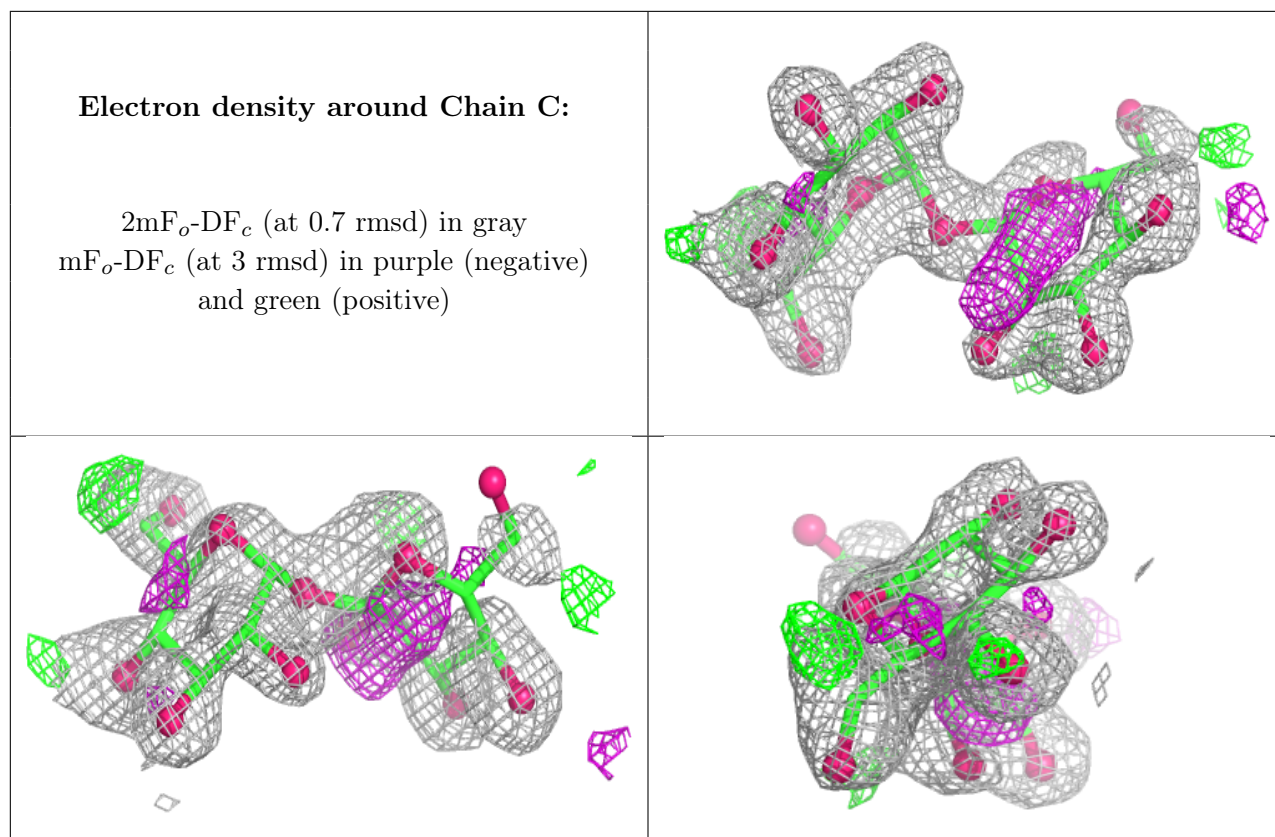 Electron density around Chain C:
2mFo-DFc (at 0.7 rmsd) in gray
mFo-DFc (at 3 rmsd) in purple (negative)
and green (positive)